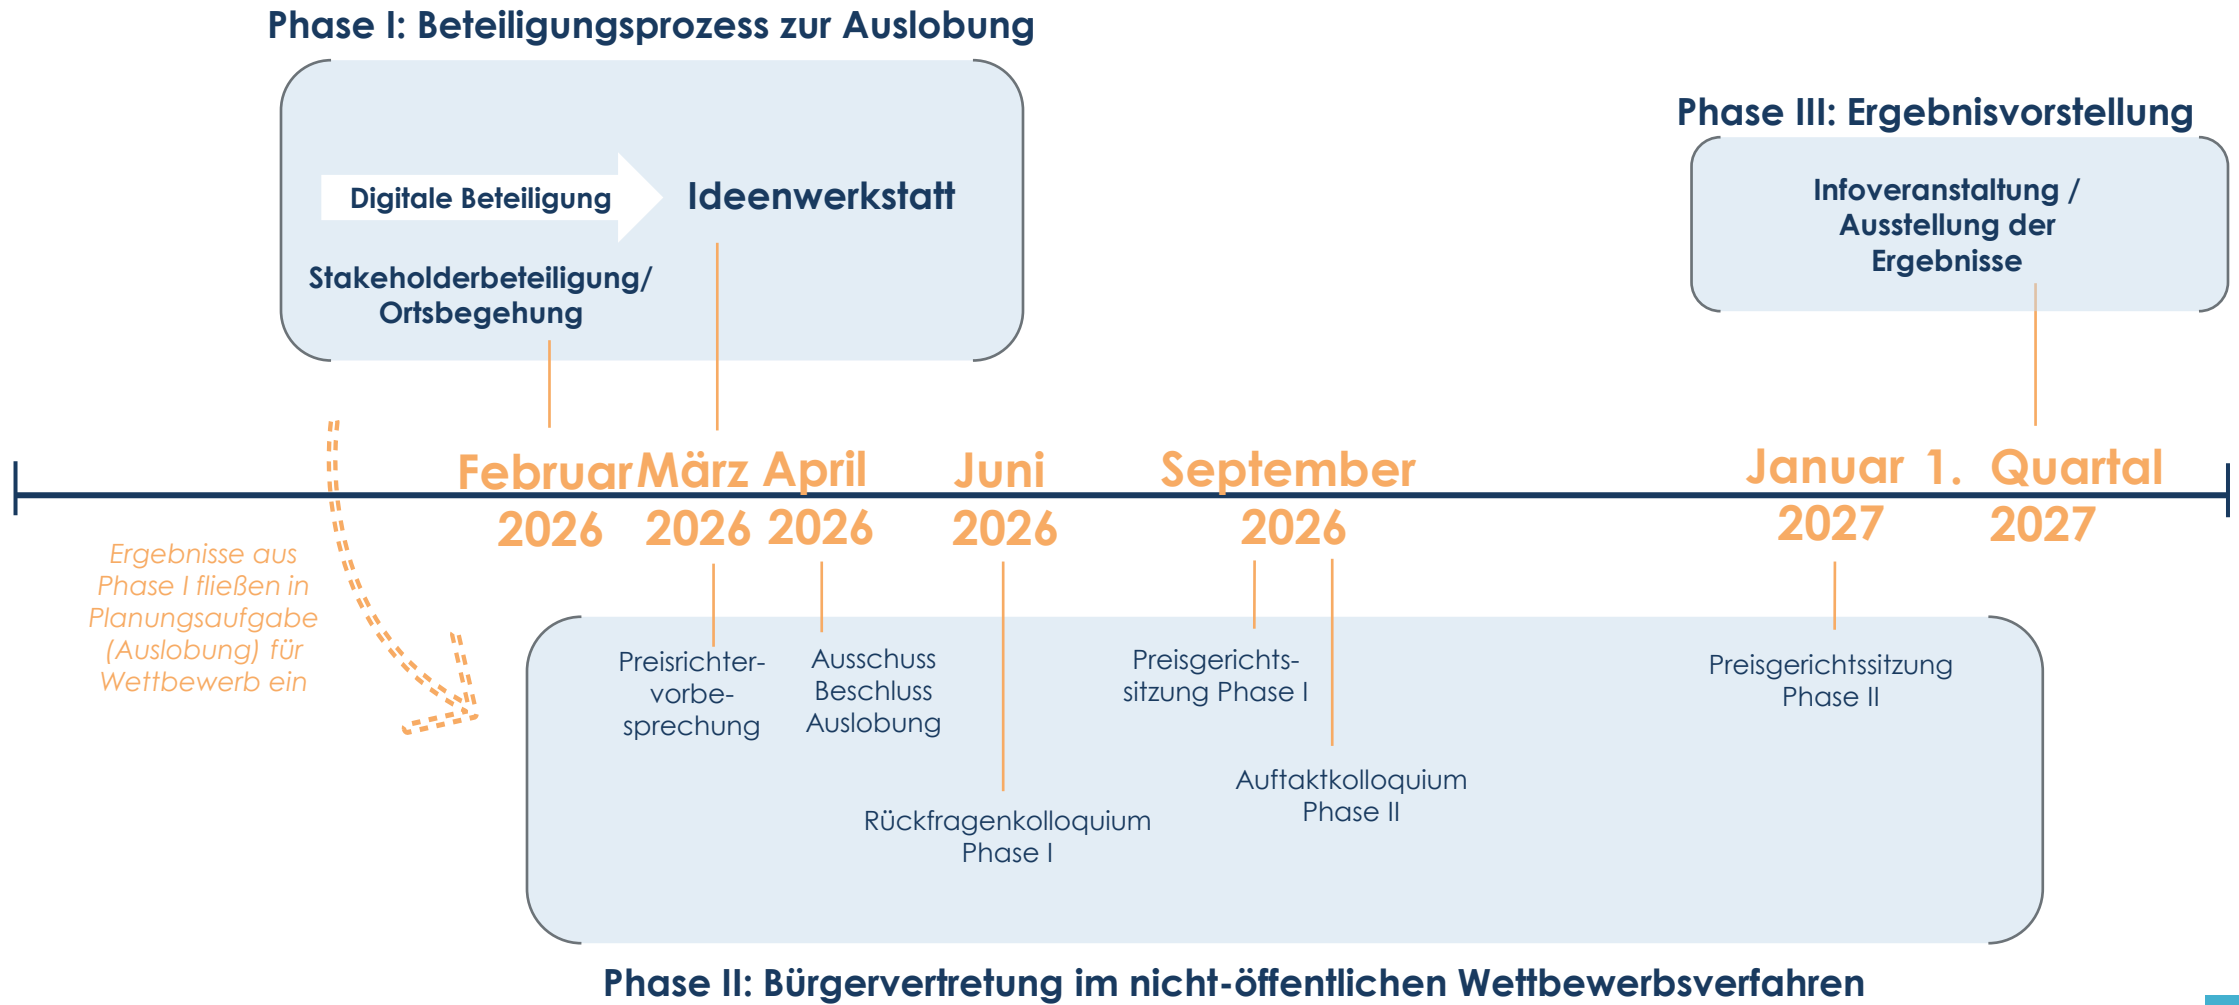 Phase I: Beteiligungsprozess zur Auslobung
Digitale Beteiligung
Ideenwerkstatt
Stakeholderbeteiligung/
Ortsbegehung
Phase III: Ergebnisvorstellung
Infoveranstaltung /
Ausstellung der
Ergebnisse
Februar
2026
März
2026
April
2026
Juni
2026
September
2026
Januar
2027
1. Quartal
2027
Ergebnisse aus
Phase I fließen in
Planungsaufgabe
(Auslobung) für
Wettbewerb ein
Preisrichter-
vorbe-
sprechung
Ausschuss
Beschluss
Auslobung
Rückfragenkolloquium
Phase I
Preisgerichts-
sitzung Phase I
Auftaktkolloquium
Phase II
Preisgerichtssitzung
Phase II
Phase II: Bürgervertretung im nicht-öffentlichen Wettbewerbsverfahren